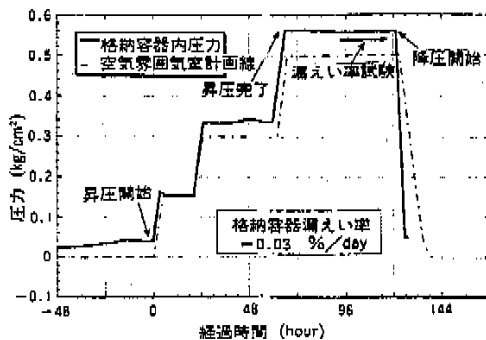 0.6
0.5
0.4
0.3
0.2
0.1
0
-0.1
圧力 (kg/cm²)
格納容器内圧力
空気雰囲気室計画線
昇圧完了
漏えい率試験
降圧開始
昇圧開始
格納容器漏えい率
-0.03 %/day
-48
0
48
96
144
経過時間 (hour)